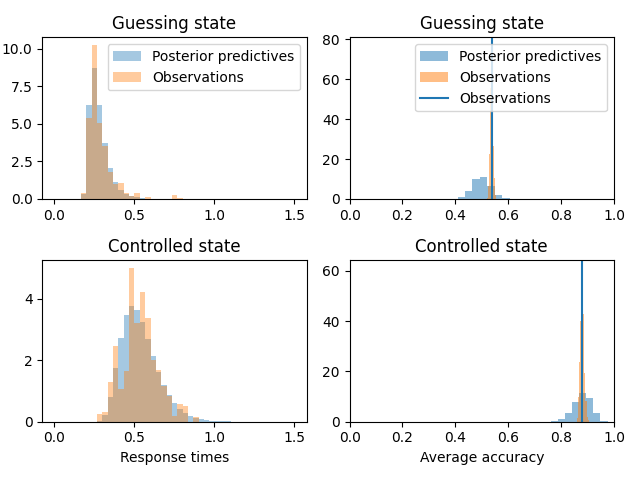 Guessing state
10.0
7.5
5.0
2.5
0.0
0.0 0.5 1.0 1.5
Posterior predictives
Observations
Guessing state
80
60
40
20
0
0.0 0.2 0.4 0.6 0.8 1.0
Posterior predictives
Observations
Observations
Controlled state
4
2
0
0.0 0.5 1.0 1.5
Response times
Controlled state
60
40
20
0
0.0 0.2 0.4 0.6 0.8 1.0
Average accuracy